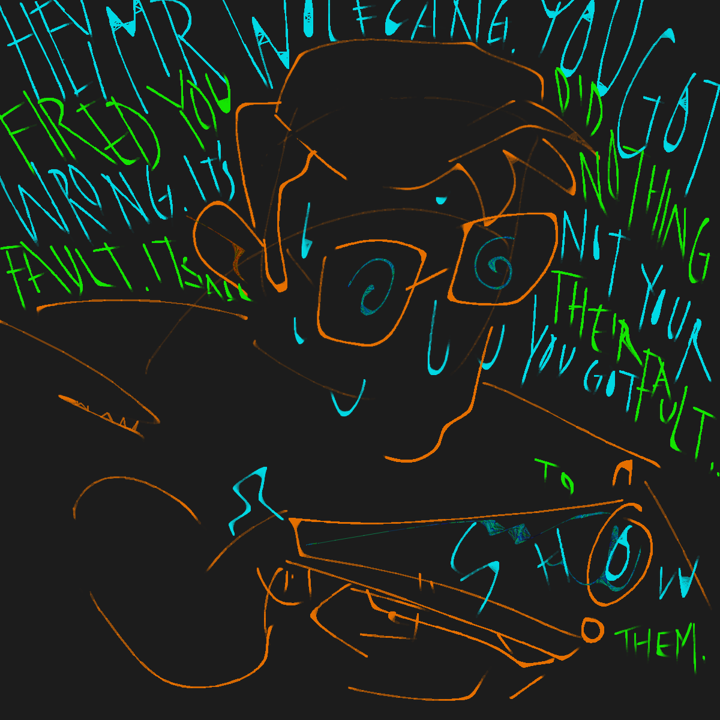 HEY MR WOLFGANG. YOU GOT
FIRED YOU DID NOTHING
WRONG. IT'S NOT YOUR
FAULT. IT'S ALL THEIR FAULT.
YOU GOT
TO
SHOW
THEM.